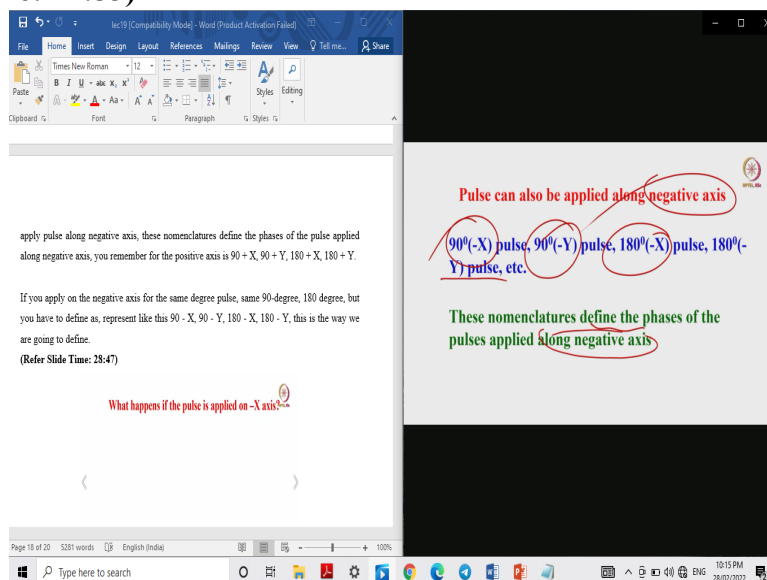 lec19 [Compatibility Mode] - Word (Product Activation Failed)
File Home Insert Design Layout References Mailings Review View Tell me... Share
Times New Roman 12
Paste
B I U abc X₂ X²
A Aa A A
Styles Editing
Clipboard Font Paragraph Styles
apply pulse along negative axis, these nomenclatures define the phases of the pulse applied
along negative axis, you remember for the positive axis is 90 + X, 90 + Y, 180 + X, 180 + Y.
If you apply on the negative axis for the same degree pulse, same 90-degree, 180 degree, but
you have to define as, represent like this 90 - X, 90 - Y, 180 - X, 180 - Y, this is the way we
are going to define.
(Refer Slide Time: 28:47)
What happens if the pulse is applied on –X axis?
Page 18 of 20 5281 words English (India) 100%
Pulse can also be applied along negative axis
90⁰(-X) pulse, 90⁰(-Y) pulse, 180⁰(-X) pulse, 180⁰(-
Y) pulse, etc.
These nomenclatures define the phases of the
pulses applied along negative axis
Type here to search
ENG
10:15 PM
28/02/2022